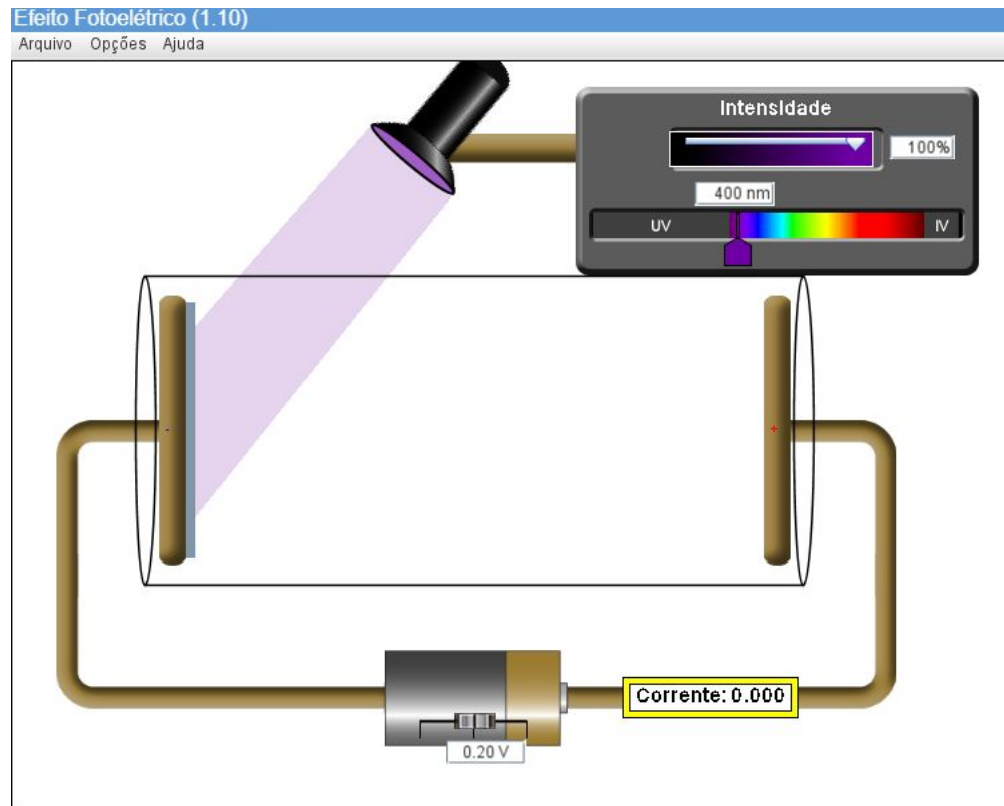 Efeito Fotoelétrico (1.10)
Arquivo Opções Ajuda
Intensidade
100%
400 nm
UV IV
- +
Corrente: 0.000
0.20 V